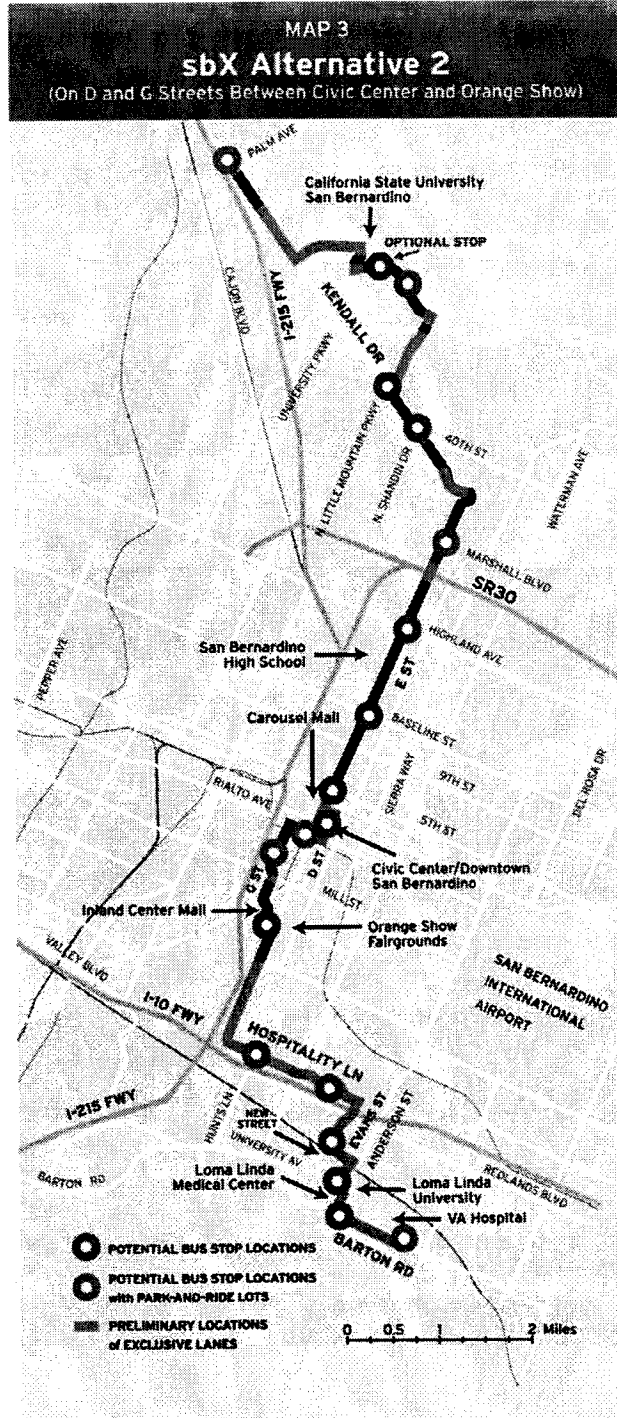 MAP 3
sbX Alternative 2
(On D and G Streets Between Civic Center and Orange Show)
PALM AVE
California State University
San Bernardino
OPTIONAL STOP
CAJON BLVD
I-215 FWY
KENDALL DR
UNIVERSITY PKWY
N LITTLE MOUNTAIN PKWY
N. SHANDIN DR
40TH ST
WATERMAN AVE
MARSHALL BLVD
SR30
San Bernardino
High School
HIGHLAND AVE
E ST
PEPPER AVE
Carousel Mall
BASELINE ST
RIALTO AVE
SIERRA WAY
9TH ST
DEL ROSA DR
5TH ST
G ST
D ST
Civic Center/Downtown
San Bernardino
MILL ST
Inland Center Mall
Orange Show
Fairgrounds
VALLEY BLVD
I-10 FWY
SAN BERNARDINO
INTERNATIONAL
AIRPORT
HOSPITALITY LN
I-215 FWY
HUNTS LN
NEW
STREET
EVANS ST
ANDERSON ST
UNIVERSITY AV
BARTON RD
Loma Linda
Medical Center
Loma Linda
University
REDLANDS BLVD
VA Hospital
BARTON RD
POTENTIAL BUS STOP LOCATIONS
POTENTIAL BUS STOP LOCATIONS
with PARK-AND-RIDE LOTS
PRELIMINARY LOCATIONS
of EXCLUSIVE LANES
0 0.5 1 2 Miles